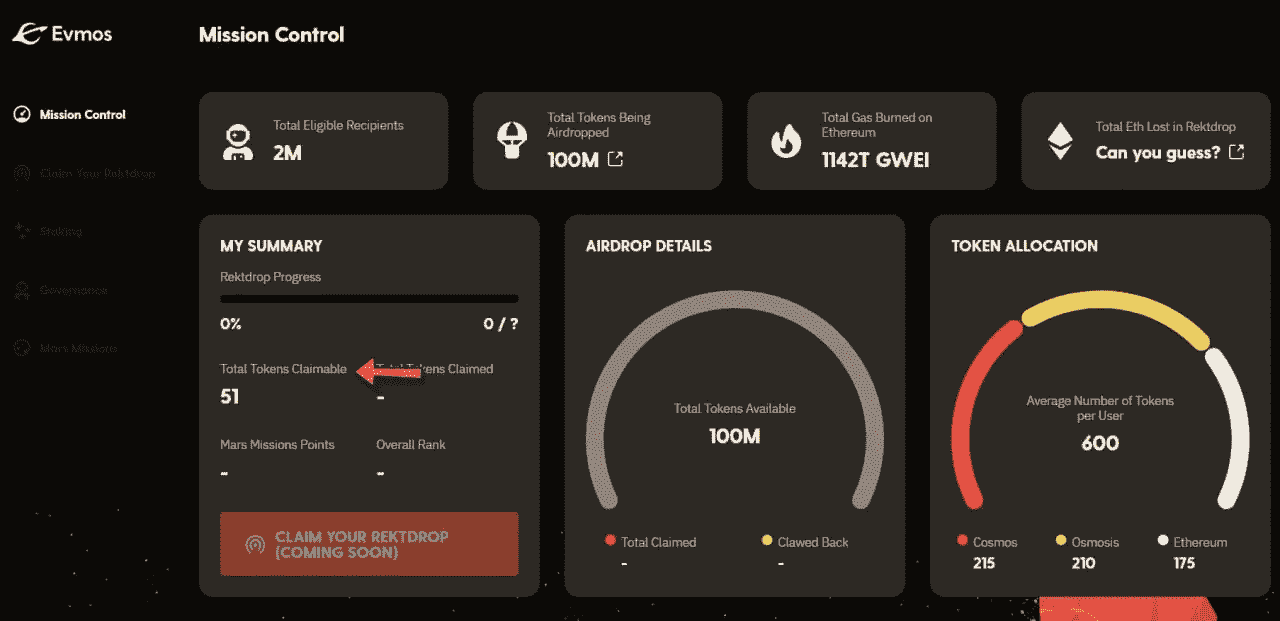 Evmos
Mission Control
Mission Control
Claim Your Rektdrop
Staking
Governance
Mars Missions
Total Eligible Recipients
2M
Total Tokens Being
Airdropped
100M
Total Gas Burned on
Ethereum
1142T GWEI
Total Eth Lost in Rektdrop
Can you guess?
MY SUMMARY
Rektdrop Progress
0%
0 / ?
Total Tokens Claimable
51
Total Tokens Claimed
-
Mars Missions Points
-
Overall Rank
-
CLAIM YOUR REKTDROP
(COMING SOON)
AIRDROP DETAILS
Total Tokens Available
100M
Total Claimed
-
Clawed Back
-
TOKEN ALLOCATION
Average Number of Tokens
per User
600
Cosmos
215
Osmosis
210
Ethereum
175